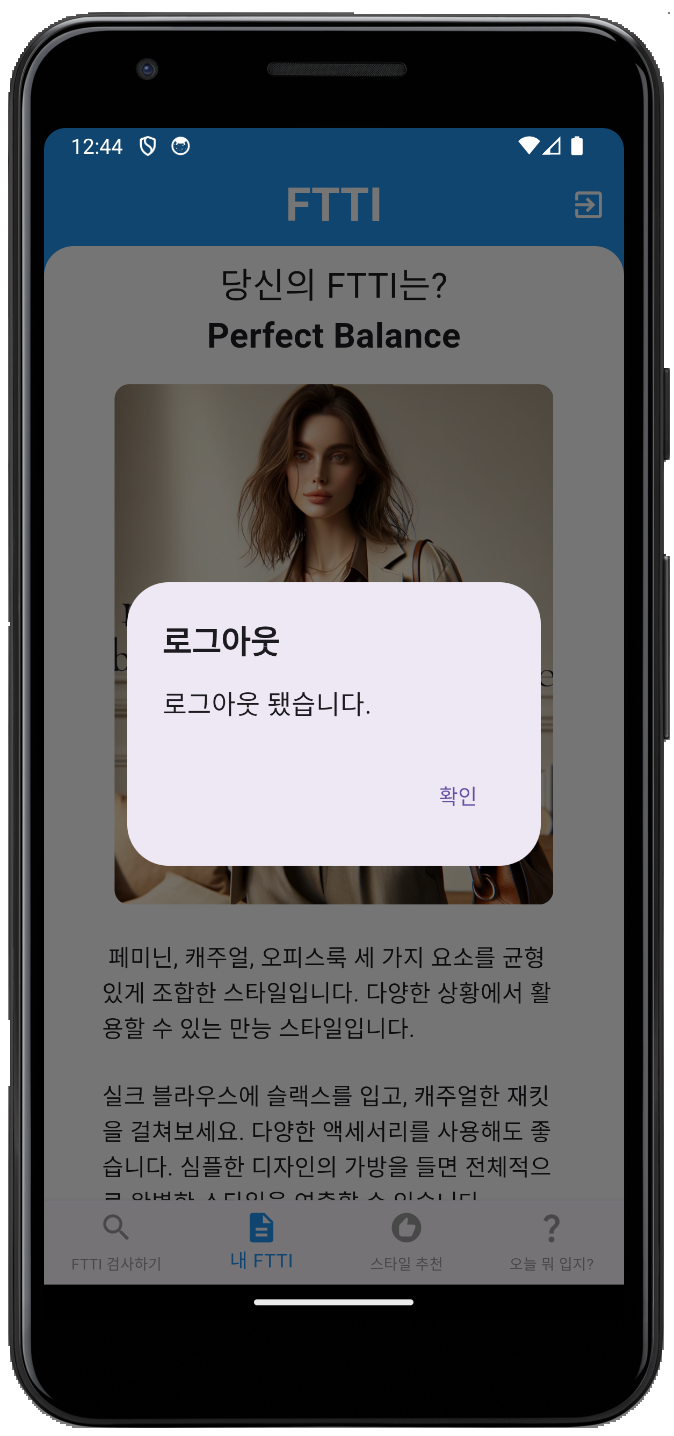 12:44
FTTI
당신의 FTTI는?
Perfect Balance
로그아웃
로그아웃 됐습니다.
확인
페미닌, 캐주얼, 오피스룩 세 가지 요소를 균형
있게 조합한 스타일입니다. 다양한 상황에서 활
용할 수 있는 만능 스타일입니다.
실크 블라우스에 슬랙스를 입고, 캐주얼한 재킷
을 걸쳐보세요. 다양한 액세서리를 사용해도 좋
습니다. 심플한 디자인의 가방을 들면 전체적으
FTTI 검사하기
내 FTTI
스타일 추천
오늘 뭐 입지?